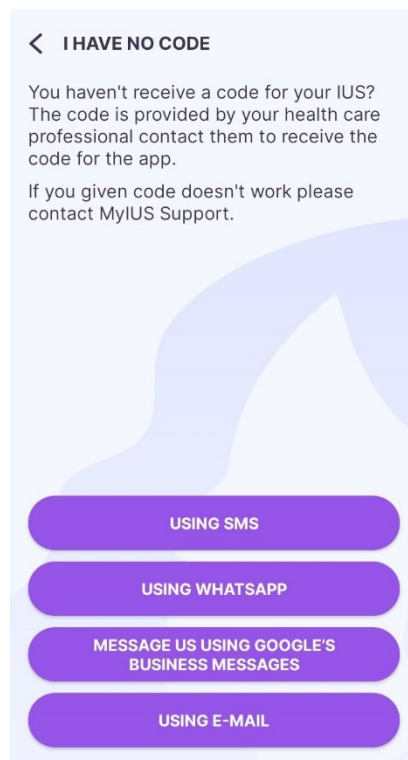 I HAVE NO CODE
You haven't receive a code for your IUS?
The code is provided by your health care
professional contact them to receive the
code for the app.
If you given code doesn't work please
contact MyIUS Support.
USING SMS
USING WHATSAPP
MESSAGE US USING GOOGLE'S
BUSINESS MESSAGES
USING E-MAIL